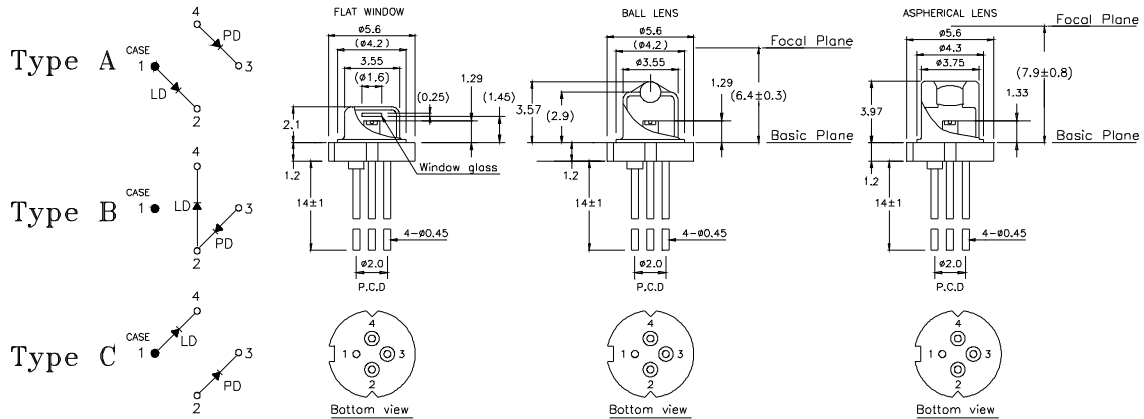 Type A
CASE
1
4
PD
3
LD
2
Type B
CASE
1
4
LD
3
PD
2
Type C
CASE
1
4
LD
3
PD
2
FLAT WINDOW
ø5.6
(ø4.2)
3.55
(ø1.6)
(0.25)
1.29
(1.45)
2.1
1.2
Window glass
14±1
4-ø0.45
ø2.0
P.C.D
4
1
3
2
Bottom view
BALL LENS
ø5.6
(ø4.2)
ø3.55
Focal Plane
1.29
(6.4±0.3)
3.57
(2.9)
Basic Plane
1.2
14±1
4-ø0.45
ø2.0
P.C.D
4
1
3
2
Bottom view
ASPHERICAL LENS
ø5.6
ø4.3
ø3.75
Focal Plane
(7.9±0.8)
1.33
3.97
Basic Plane
1.2
14±1
4-ø0.45
ø2.0
P.C.D
4
1
3
2
Bottom view